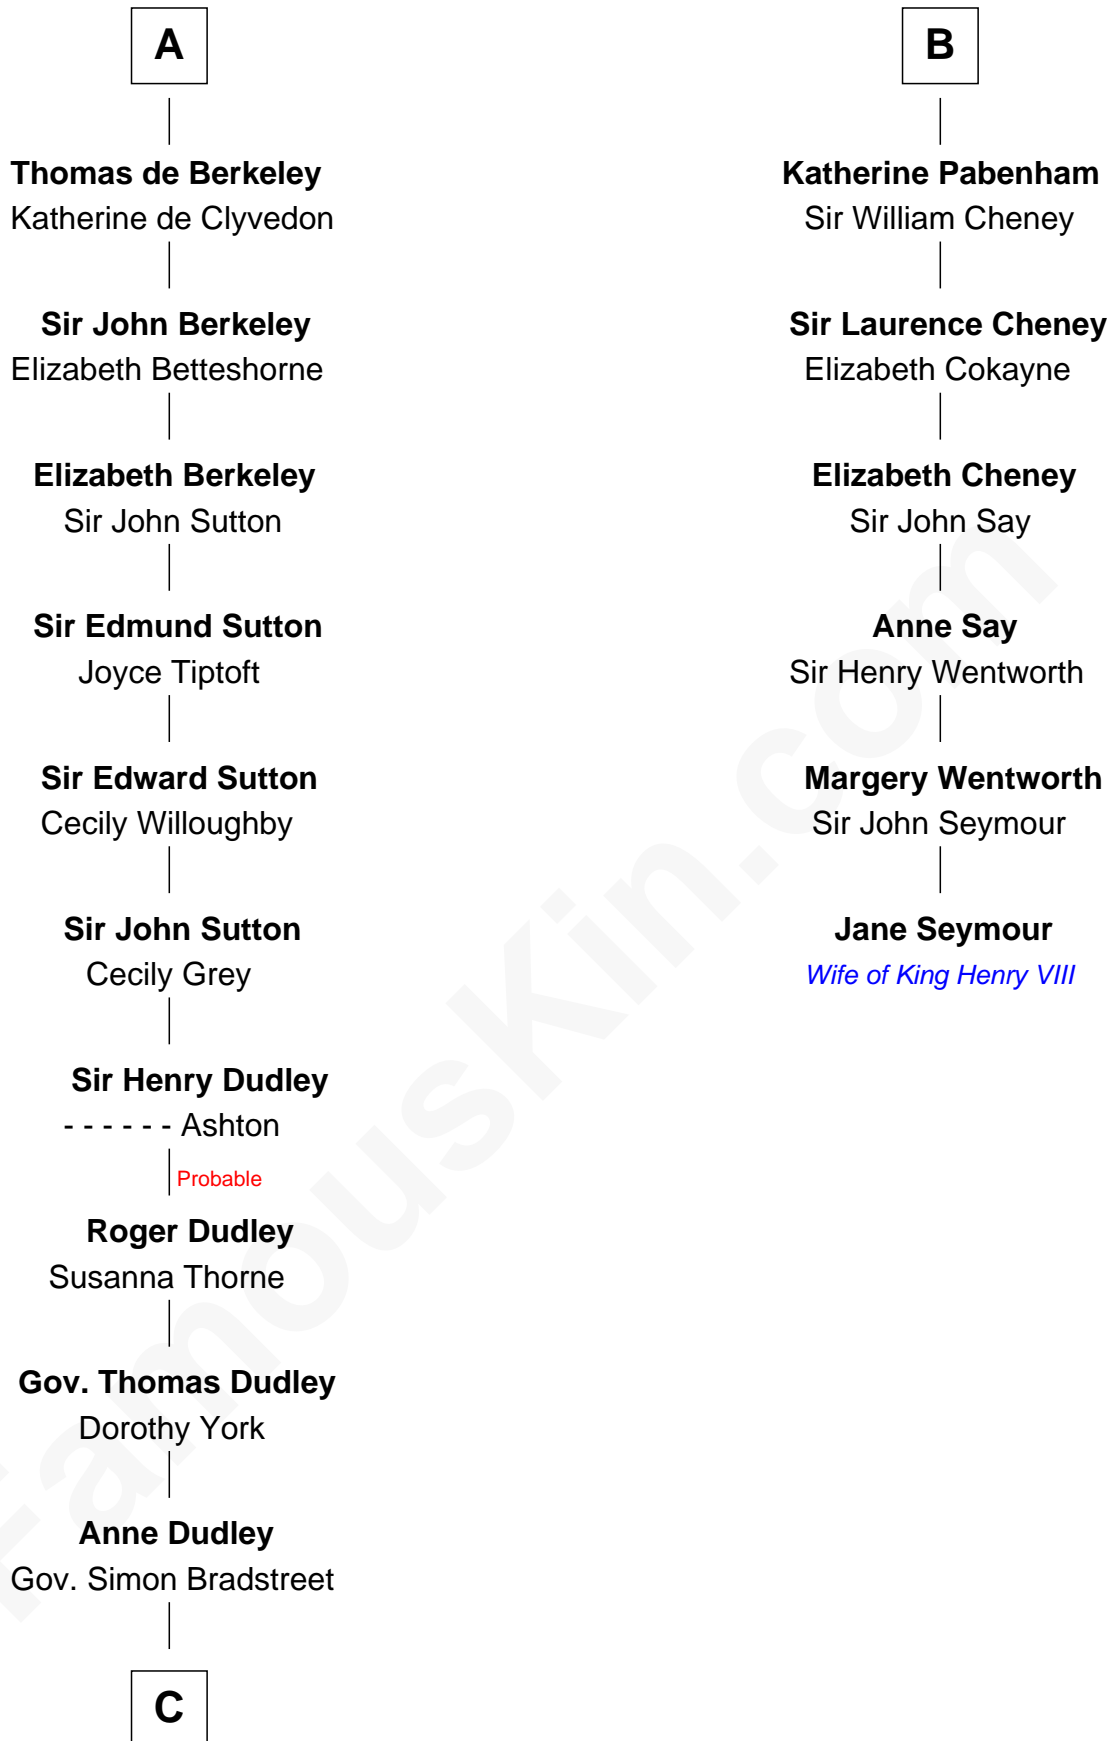 A
Thomas de Berkeley
Katherine de Clyvedon
Sir John Berkeley
Elizabeth Betteshorne
Elizabeth Berkeley
Sir John Sutton
Sir Edmund Sutton
Joyce Tiptoft
Sir Edward Sutton
Cecily Willoughby
Sir John Sutton
Cecily Grey
Sir Henry Dudley
- - - - - - Ashton
Probable
Roger Dudley
Susanna Thorne
Gov. Thomas Dudley
Dorothy York
Anne Dudley
Gov. Simon Bradstreet
C
B
Katherine Pabenham
Sir William Cheney
Sir Laurence Cheney
Elizabeth Cokayne
Elizabeth Cheney
Sir John Say
Anne Say
Sir Henry Wentworth
Margery Wentworth
Sir John Seymour
Jane Seymour
Wife of King Henry VIII
FamousKin.com